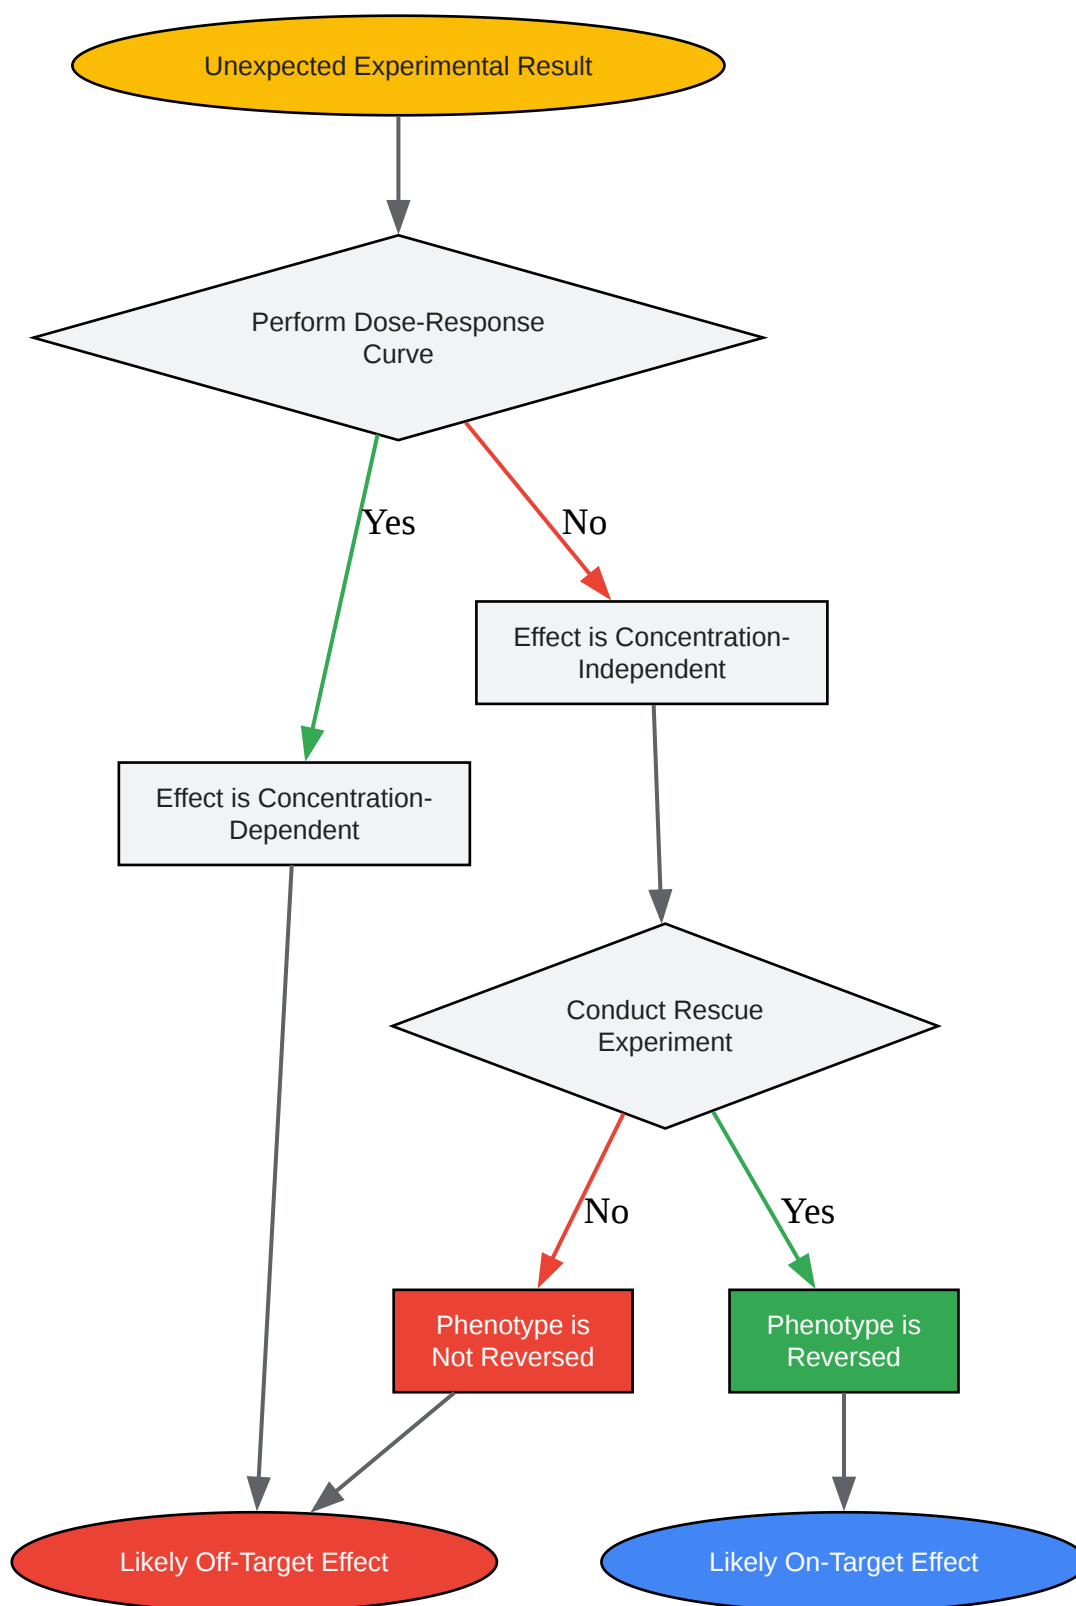 Unexpected Experimental Result
Perform Dose-Response
Curve
Yes
No
Effect is Concentration-
Independent
Effect is Concentration-
Dependent
Conduct Rescue
Experiment
No
Yes
Phenotype is
Not Reversed
Phenotype is
Reversed
Likely Off-Target Effect
Likely On-Target Effect